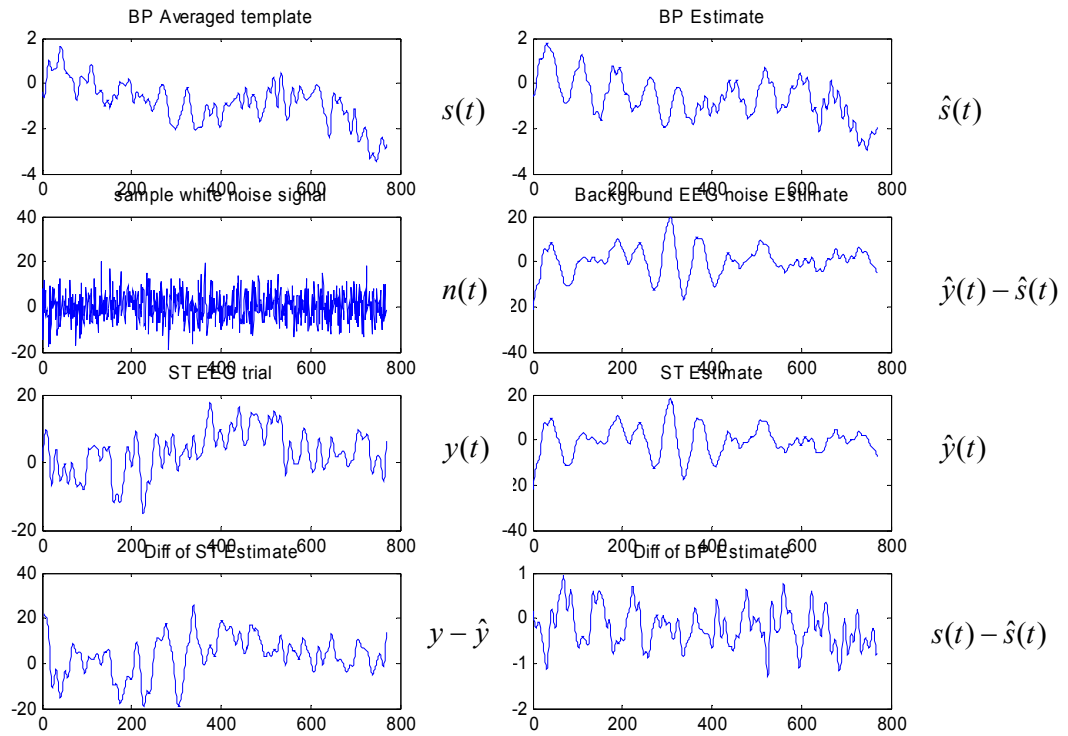 BP Averaged template
2
0
-2
-4
0 200 400 600 800
s(t)
BP Estimate
2
0
-2
-4
0 200 400 600 800
ŝ(t)
sample white noise signal
40
20
0
-20
0 200 400 600 800
n(t)
Background EEG noise Estimate
20
0
20
-40
0 200 400 600 800
ŷ(t) − ŝ(t)
ST EEG trial
20
0
-20
0 200 400 600 800
y(t)
ST Estimate
20
0
20
-40
0 200 400 600 800
ŷ(t)
Diff of ST Estimate
40
20
0
-20
0 200 400 600 800
y − ŷ
Diff of BP Estimate
1
0
-1
-2
0 200 400 600 800
s(t) − ŝ(t)